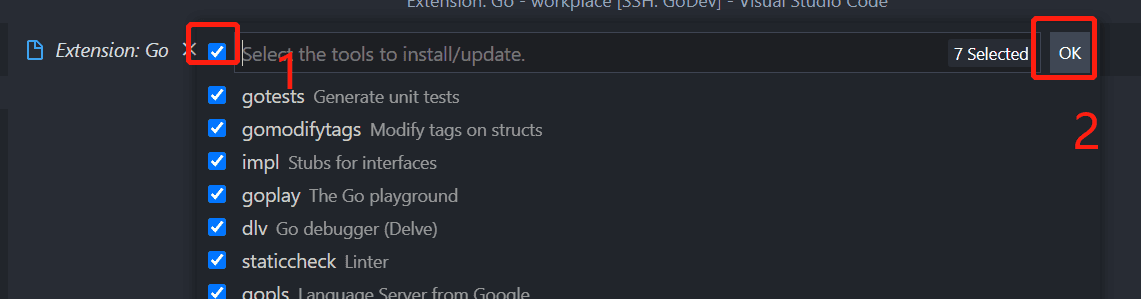 Extension: Go - workplace [SSH: GoDev] - Visual Studio Code
Extension: Go
Select the tools to install/update. 7 Selected OK
1
gotests Generate unit tests
2
gomodifytags Modify tags on structs
impl Stubs for interfaces
goplay The Go playground
dlv Go debugger (Delve)
staticcheck Linter
gopls Language Server from Google